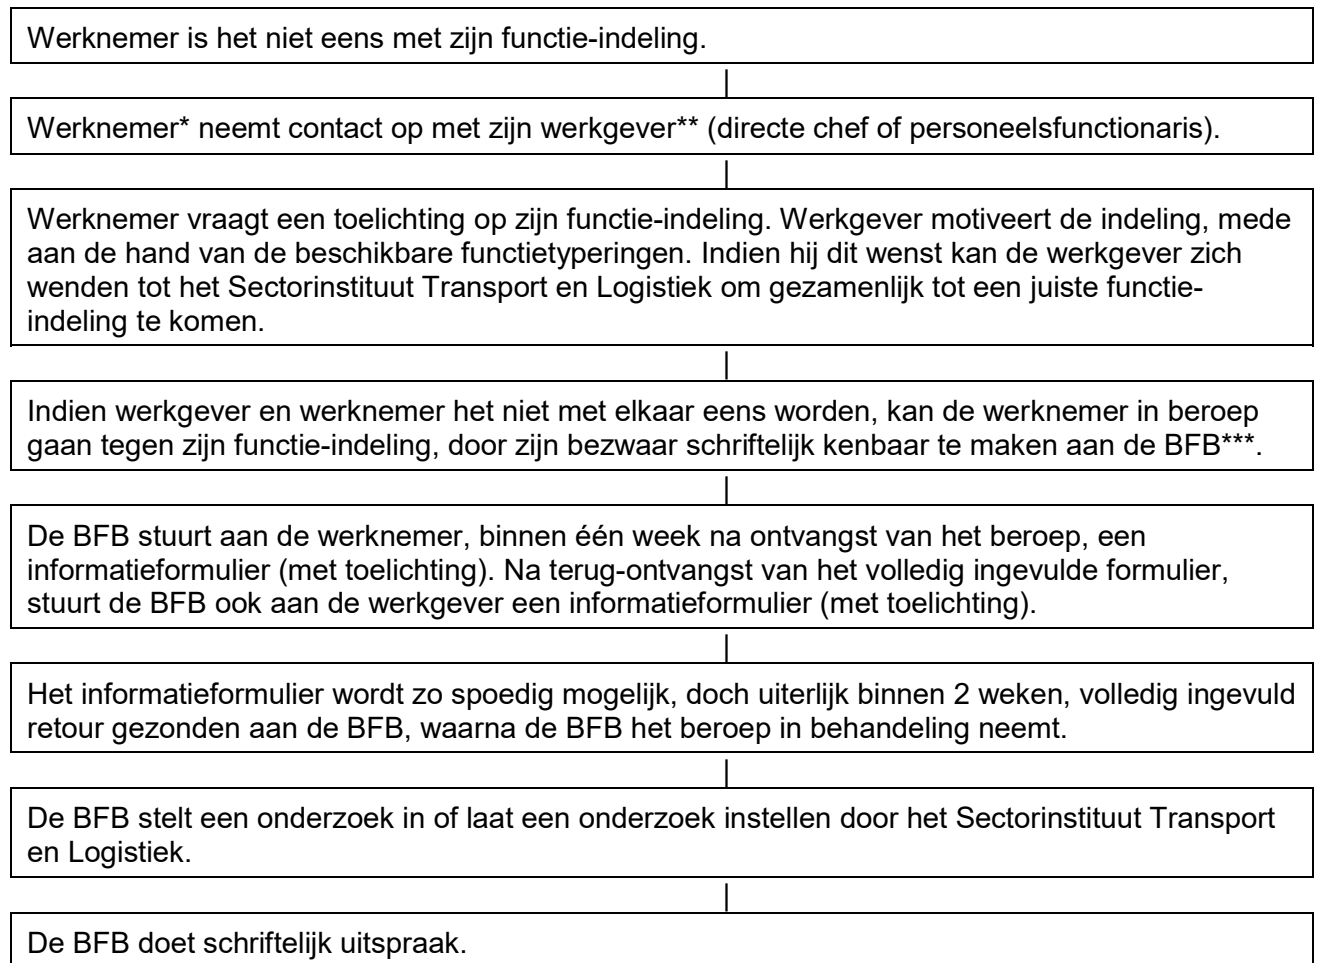 Werknemer is het niet eens met zijn functie-indeling.
Werknemer* neemt contact op met zijn werkgever** (directe chef of personeelsfunctionaris).
Werknemer vraagt een toelichting op zijn functie-indeling. Werkgever motiveert de indeling, mede
aan de hand van de beschikbare functietyperingen. Indien hij dit wenst kan de werkgever zich
wenden tot het Sectorinstituut Transport en Logistiek om gezamenlijk tot een juiste functie-
indeling te komen.
Indien werkgever en werknemer het niet met elkaar eens worden, kan de werknemer in beroep
gaan tegen zijn functie-indeling, door zijn bezwaar schriftelijk kenbaar te maken aan de BFB***.
De BFB stuurt aan de werknemer, binnen één week na ontvangst van het beroep, een
informatieformulier (met toelichting). Na terug-ontvangst van het volledig ingevulde formulier,
stuurt de BFB ook aan de werkgever een informatieformulier (met toelichting).
Het informatieformulier wordt zo spoedig mogelijk, doch uiterlijk binnen 2 weken, volledig ingevuld
retour gezonden aan de BFB, waarna de BFB het beroep in behandeling neemt.
De BFB stelt een onderzoek in of laat een onderzoek instellen door het Sectorinstituut Transport
en Logistiek.
De BFB doet schriftelijk uitspraak.